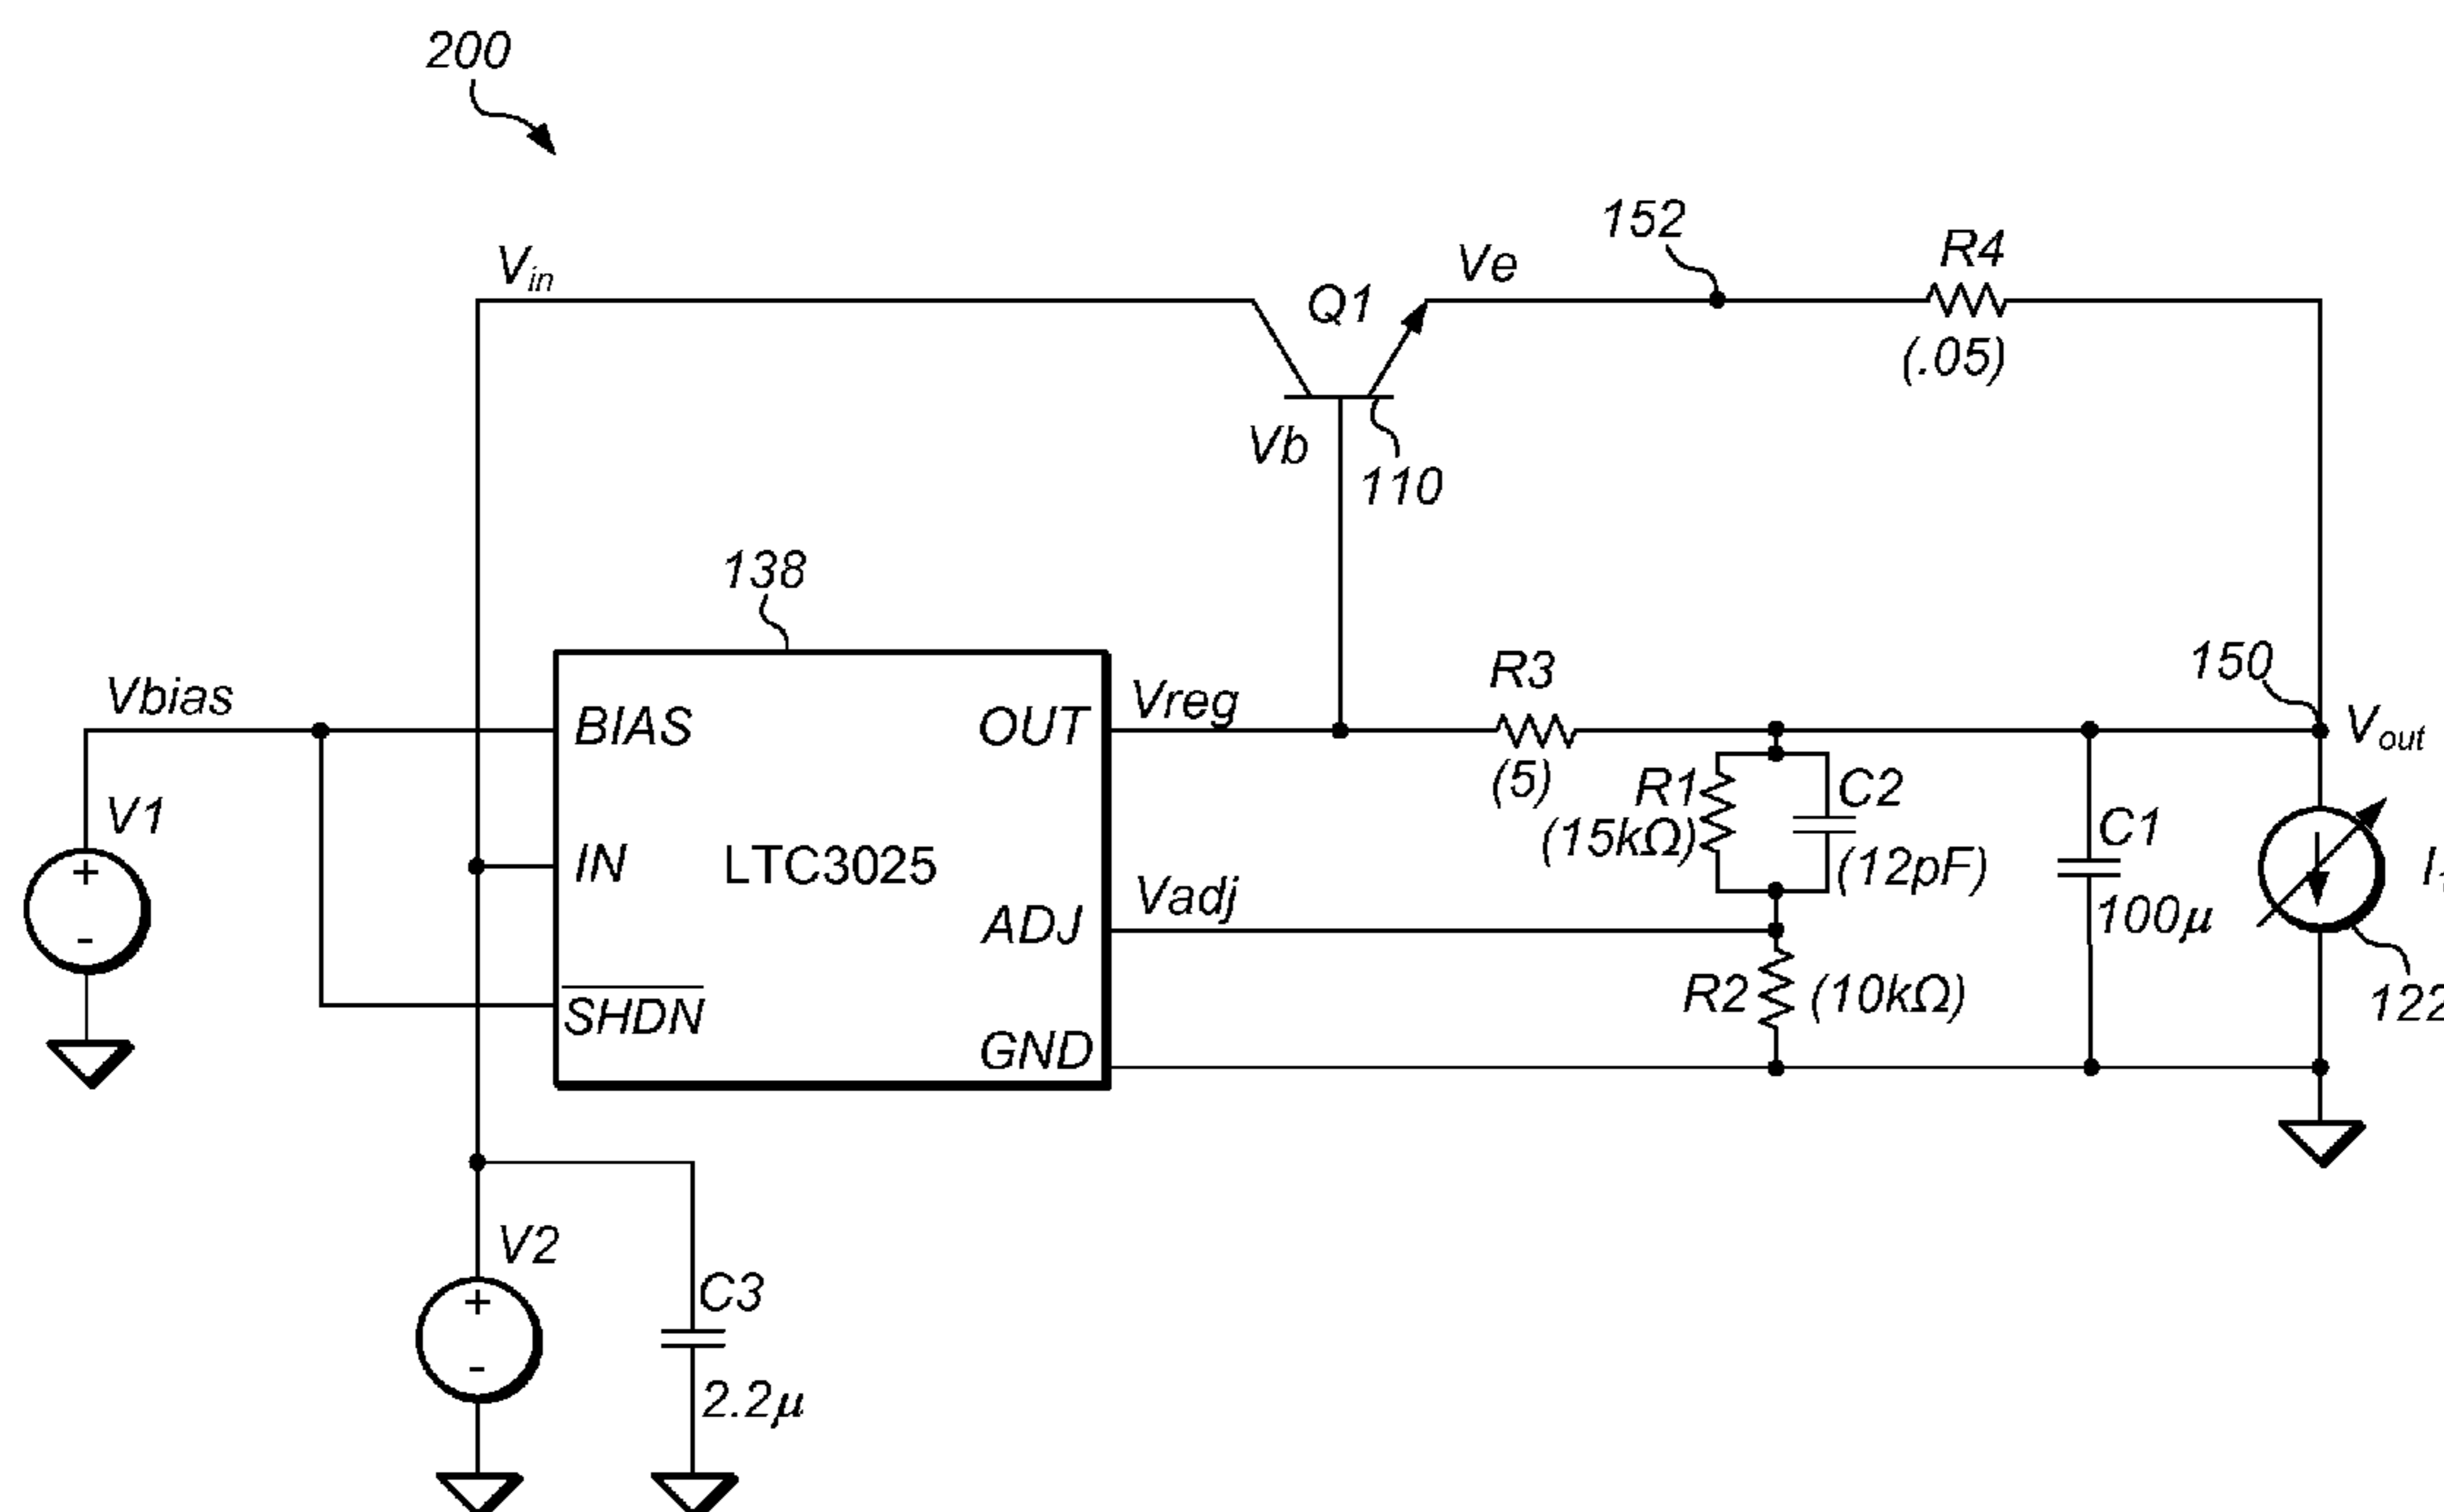 200
152
R4
Vin
Ve
Q1
(.05)
Vb
110
138
150
R3
Vbias
Vreg
Vout
BIAS
OUT
(5)
R1
C2
V1
(15kΩ)
C1
+
IN
LTC3025
(12pF)
Vadj
100μ
-
ADJ
R2
(10kΩ)
122
SHDN
GND
V2
+
C3
-
2.2μ